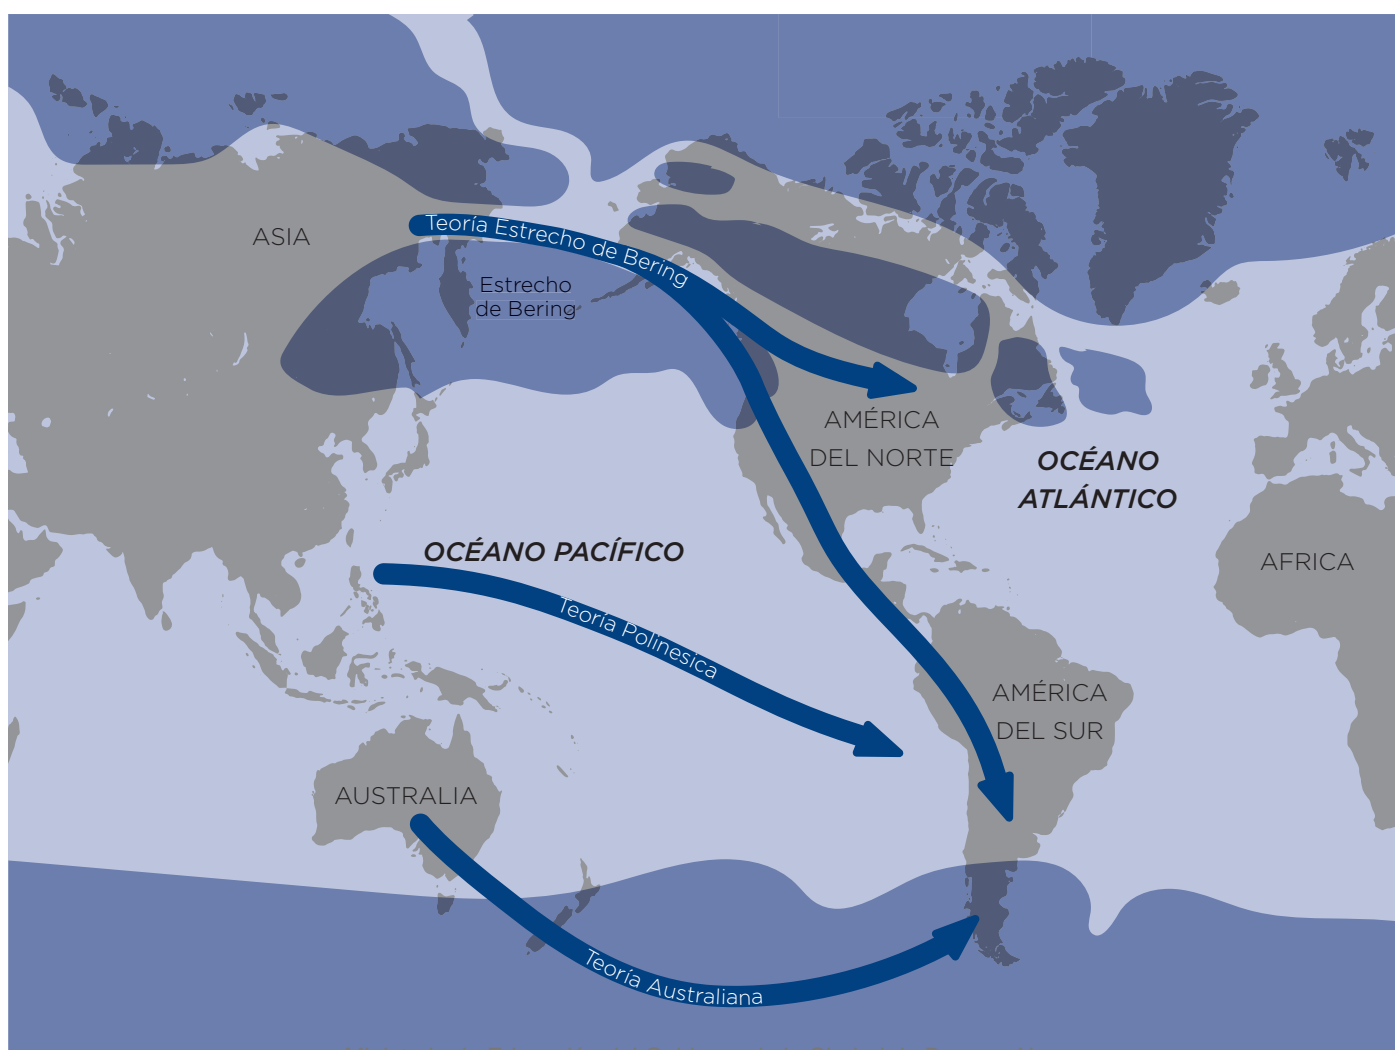 ASIA
Teoría Estrecho de Bering
Estrecho
de Bering
AMÉRICA
DEL NORTE
OCÉANO
ATLÁNTICO
OCÉANO PACÍFICO
AFRICA
Teoría Polinesica
AMÉRICA
DEL SUR
AUSTRALIA
Teoría Australiana